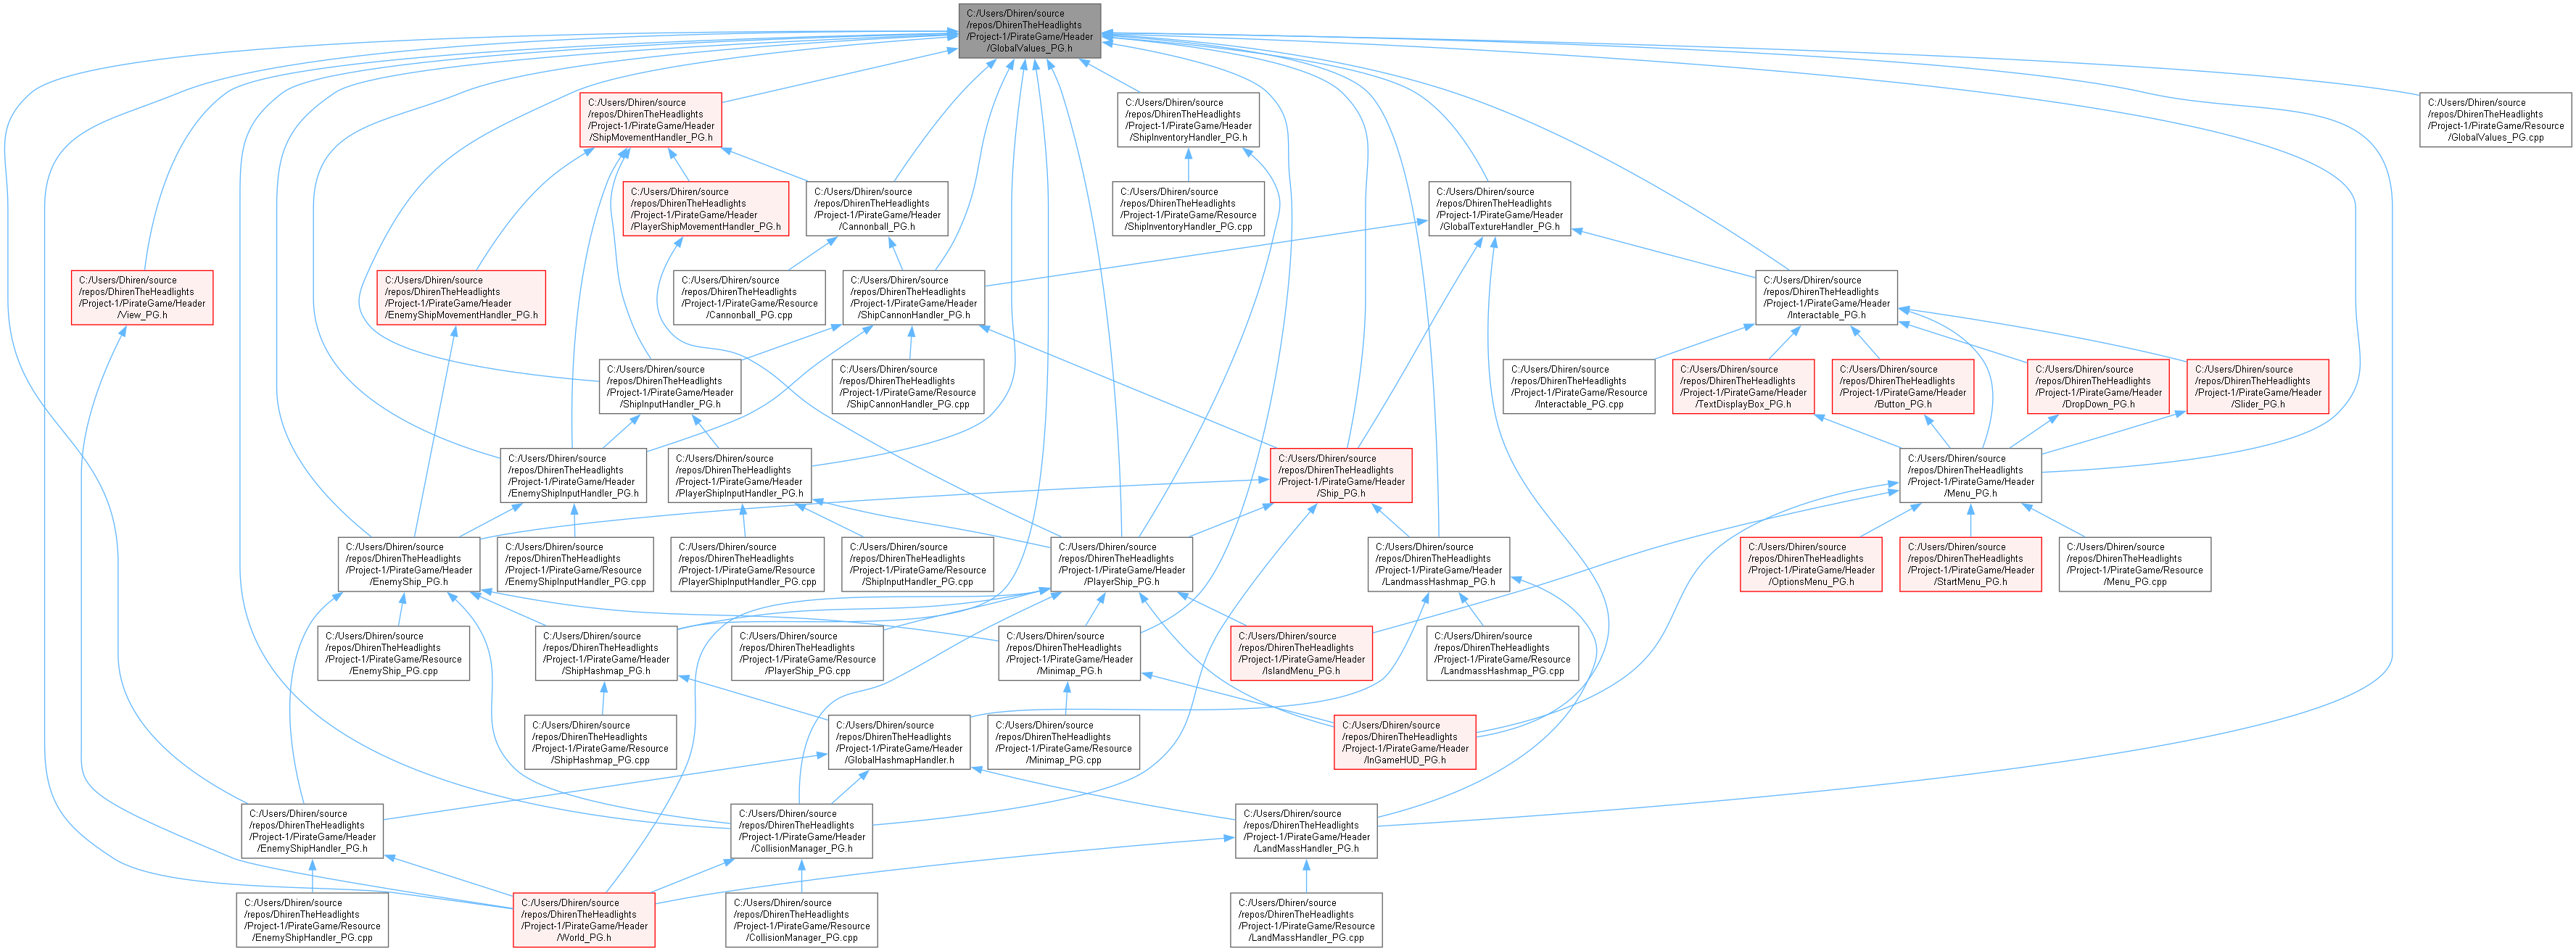 C:/Users/Dhiren/source
/repos/DhirenTheHeadlights
/Project-1/PirateGame/Header
/GlobalValues_PG.h
C:/Users/Dhiren/source
/repos/DhirenTheHeadlights
/Project-1/PirateGame/Header
/ShipMovementHandler_PG.h
C:/Users/Dhiren/source
/repos/DhirenTheHeadlights
/Project-1/PirateGame/Header
/ShipInventoryHandler_PG.h
C:/Users/Dhiren/source
/repos/DhirenTheHeadlights
/Project-1/PirateGame/Resource
/GlobalValues_PG.cpp
C:/Users/Dhiren/source
/repos/DhirenTheHeadlights
/Project-1/PirateGame/Header
/PlayerShipMovementHandler_PG.h
C:/Users/Dhiren/source
/repos/DhirenTheHeadlights
/Project-1/PirateGame/Header
/Cannonball_PG.h
C:/Users/Dhiren/source
/repos/DhirenTheHeadlights
/Project-1/PirateGame/Resource
/ShipInventoryHandler_PG.cpp
C:/Users/Dhiren/source
/repos/DhirenTheHeadlights
/Project-1/PirateGame/Header
/GlobalTextureHandler_PG.h
C:/Users/Dhiren/source
/repos/DhirenTheHeadlights
/Project-1/PirateGame/Header
/View_PG.h
C:/Users/Dhiren/source
/repos/DhirenTheHeadlights
/Project-1/PirateGame/Header
/EnemyShipMovementHandler_PG.h
C:/Users/Dhiren/source
/repos/DhirenTheHeadlights
/Project-1/PirateGame/Resource
/Cannonball_PG.cpp
C:/Users/Dhiren/source
/repos/DhirenTheHeadlights
/Project-1/PirateGame/Header
/ShipCannonHandler_PG.h
C:/Users/Dhiren/source
/repos/DhirenTheHeadlights
/Project-1/PirateGame/Header
/Interactable_PG.h
C:/Users/Dhiren/source
/repos/DhirenTheHeadlights
/Project-1/PirateGame/Header
/ShipInputHandler_PG.h
C:/Users/Dhiren/source
/repos/DhirenTheHeadlights
/Project-1/PirateGame/Resource
/ShipCannonHandler_PG.cpp
C:/Users/Dhiren/source
/repos/DhirenTheHeadlights
/Project-1/PirateGame/Resource
/Interactable_PG.cpp
C:/Users/Dhiren/source
/repos/DhirenTheHeadlights
/Project-1/PirateGame/Header
/TextDisplayBox_PG.h
C:/Users/Dhiren/source
/repos/DhirenTheHeadlights
/Project-1/PirateGame/Header
/Button_PG.h
C:/Users/Dhiren/source
/repos/DhirenTheHeadlights
/Project-1/PirateGame/Header
/DropDown_PG.h
C:/Users/Dhiren/source
/repos/DhirenTheHeadlights
/Project-1/PirateGame/Header
/Slider_PG.h
C:/Users/Dhiren/source
/repos/DhirenTheHeadlights
/Project-1/PirateGame/Header
/EnemyShipInputHandler_PG.h
C:/Users/Dhiren/source
/repos/DhirenTheHeadlights
/Project-1/PirateGame/Header
/PlayerShipInputHandler_PG.h
C:/Users/Dhiren/source
/repos/DhirenTheHeadlights
/Project-1/PirateGame/Header
/Ship_PG.h
C:/Users/Dhiren/source
/repos/DhirenTheHeadlights
/Project-1/PirateGame/Header
/Menu_PG.h
C:/Users/Dhiren/source
/repos/DhirenTheHeadlights
/Project-1/PirateGame/Header
/EnemyShip_PG.h
C:/Users/Dhiren/source
/repos/DhirenTheHeadlights
/Project-1/PirateGame/Resource
/EnemyShipInputHandler_PG.cpp
C:/Users/Dhiren/source
/repos/DhirenTheHeadlights
/Project-1/PirateGame/Resource
/PlayerShipInputHandler_PG.cpp
C:/Users/Dhiren/source
/repos/DhirenTheHeadlights
/Project-1/PirateGame/Resource
/ShipInputHandler_PG.cpp
C:/Users/Dhiren/source
/repos/DhirenTheHeadlights
/Project-1/PirateGame/Header
/PlayerShip_PG.h
C:/Users/Dhiren/source
/repos/DhirenTheHeadlights
/Project-1/PirateGame/Header
/LandmassHashmap_PG.h
C:/Users/Dhiren/source
/repos/DhirenTheHeadlights
/Project-1/PirateGame/Header
/OptionsMenu_PG.h
C:/Users/Dhiren/source
/repos/DhirenTheHeadlights
/Project-1/PirateGame/Header
/StartMenu_PG.h
C:/Users/Dhiren/source
/repos/DhirenTheHeadlights
/Project-1/PirateGame/Resource
/Menu_PG.cpp
C:/Users/Dhiren/source
/repos/DhirenTheHeadlights
/Project-1/PirateGame/Resource
/EnemyShip_PG.cpp
C:/Users/Dhiren/source
/repos/DhirenTheHeadlights
/Project-1/PirateGame/Header
/ShipHashmap_PG.h
C:/Users/Dhiren/source
/repos/DhirenTheHeadlights
/Project-1/PirateGame/Resource
/PlayerShip_PG.cpp
C:/Users/Dhiren/source
/repos/DhirenTheHeadlights
/Project-1/PirateGame/Header
/Minimap_PG.h
C:/Users/Dhiren/source
/repos/DhirenTheHeadlights
/Project-1/PirateGame/Header
/IslandMenu_PG.h
C:/Users/Dhiren/source
/repos/DhirenTheHeadlights
/Project-1/PirateGame/Resource
/LandmassHashmap_PG.cpp
C:/Users/Dhiren/source
/repos/DhirenTheHeadlights
/Project-1/PirateGame/Resource
/ShipHashmap_PG.cpp
C:/Users/Dhiren/source
/repos/DhirenTheHeadlights
/Project-1/PirateGame/Header
/GlobalHashmapHandler.h
C:/Users/Dhiren/source
/repos/DhirenTheHeadlights
/Project-1/PirateGame/Resource
/Minimap_PG.cpp
C:/Users/Dhiren/source
/repos/DhirenTheHeadlights
/Project-1/PirateGame/Header
/InGameHUD_PG.h
C:/Users/Dhiren/source
/repos/DhirenTheHeadlights
/Project-1/PirateGame/Header
/EnemyShipHandler_PG.h
C:/Users/Dhiren/source
/repos/DhirenTheHeadlights
/Project-1/PirateGame/Header
/CollisionManager_PG.h
C:/Users/Dhiren/source
/repos/DhirenTheHeadlights
/Project-1/PirateGame/Header
/LandMassHandler_PG.h
C:/Users/Dhiren/source
/repos/DhirenTheHeadlights
/Project-1/PirateGame/Resource
/EnemyShipHandler_PG.cpp
C:/Users/Dhiren/source
/repos/DhirenTheHeadlights
/Project-1/PirateGame/Header
/World_PG.h
C:/Users/Dhiren/source
/repos/DhirenTheHeadlights
/Project-1/PirateGame/Resource
/CollisionManager_PG.cpp
C:/Users/Dhiren/source
/repos/DhirenTheHeadlights
/Project-1/PirateGame/Resource
/LandMassHandler_PG.cpp